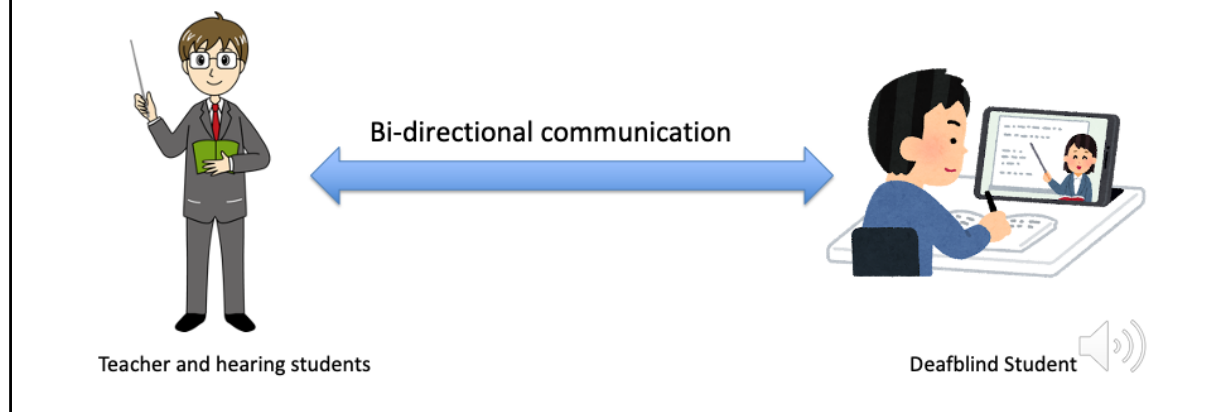 Bi-directional communication
Teacher and hearing students
Deafblind Student